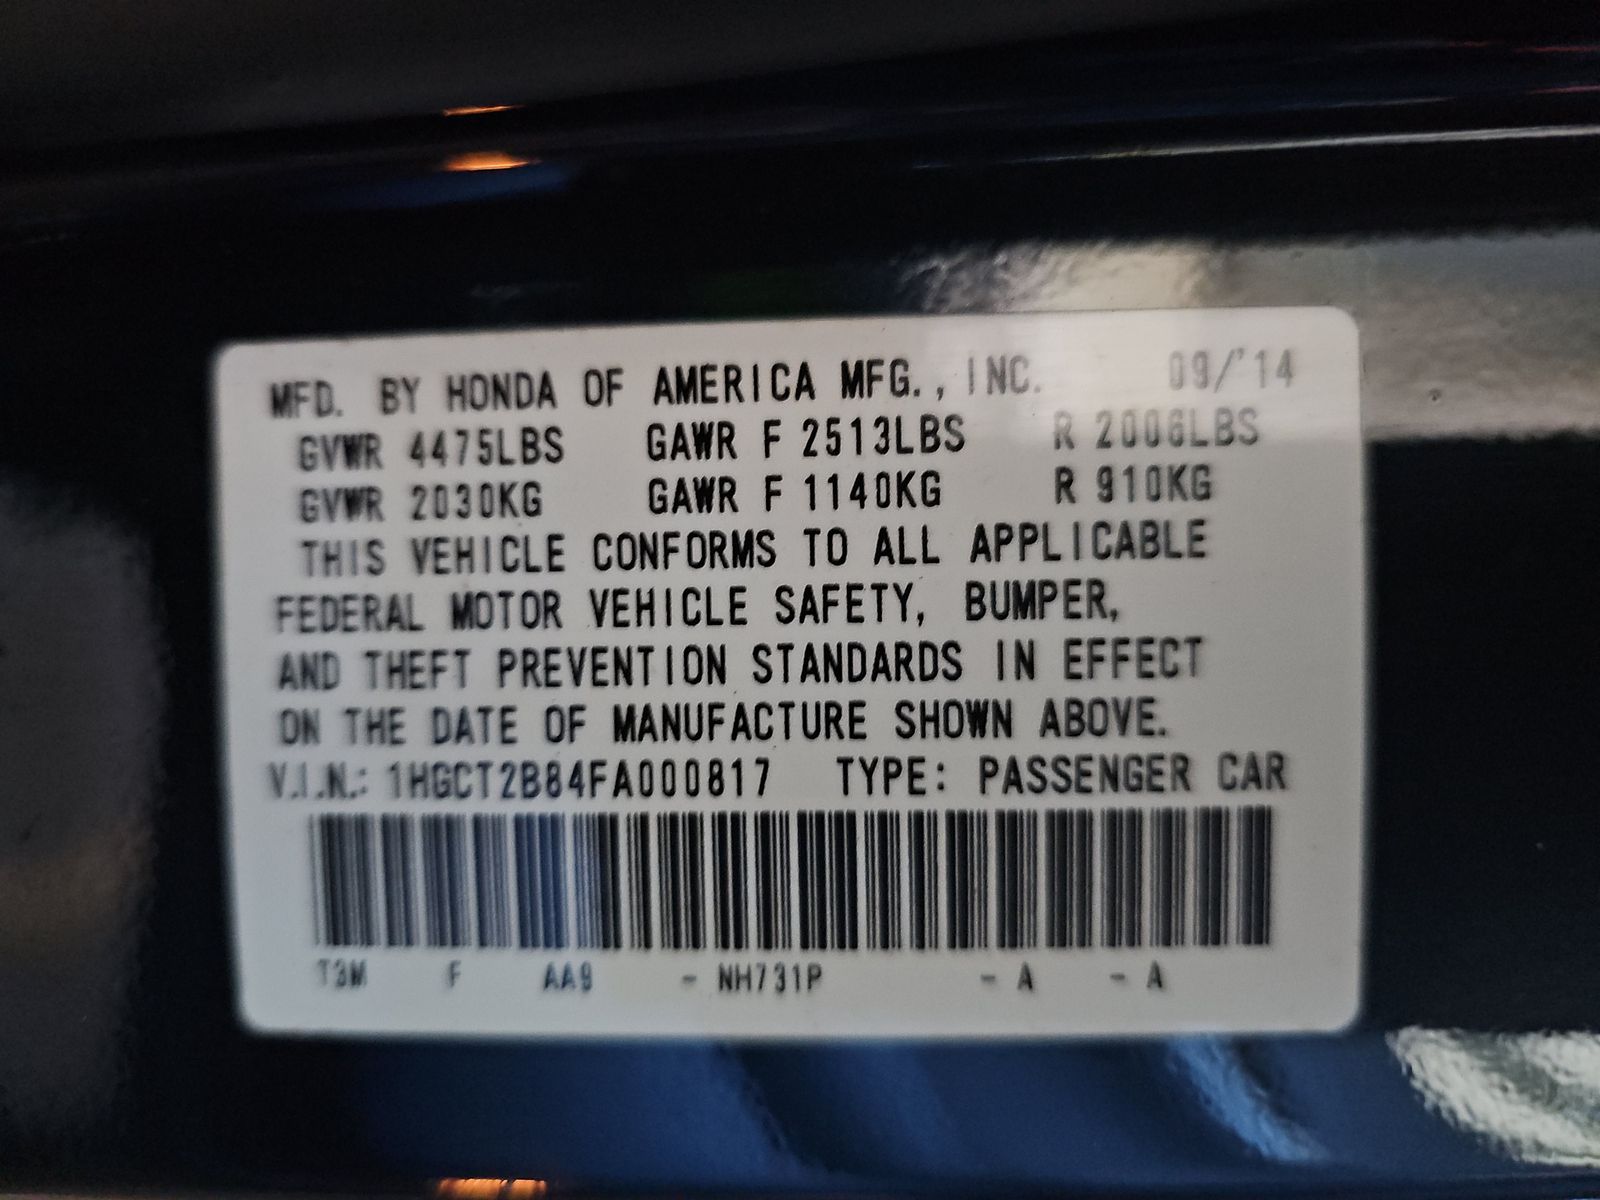 MFD. BY HONDA OF AMERICA MFG., INC. 09/'14
GVWR 4475LBS GAWR F 2513LBS R 2006LBS
GVWR 2030KG GAWR F 1140KG R 910KG
THIS VEHICLE CONFORMS TO ALL APPLICABLE
FEDERAL MOTOR VEHICLE SAFETY, BUMPER,
AND THEFT PREVENTION STANDARDS IN EFFECT
ON THE DATE OF MANUFACTURE SHOWN ABOVE.
V.I.N.: 1HGCT2B84FA000817 TYPE: PASSENGER CAR
T3M F AA9 - NH731P - A - A